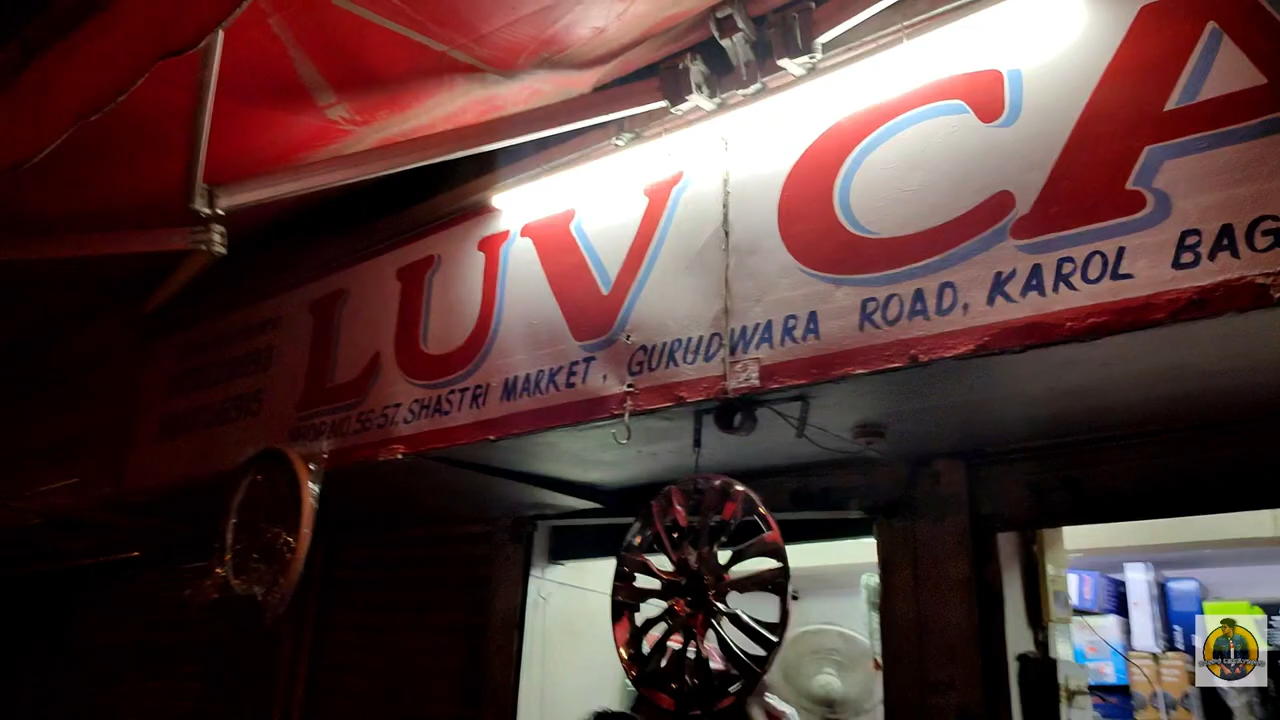 LUV CA
SHOP NO. 56-57, SHASTRI MARKET, GURUDWARA ROAD, KAROL BAG